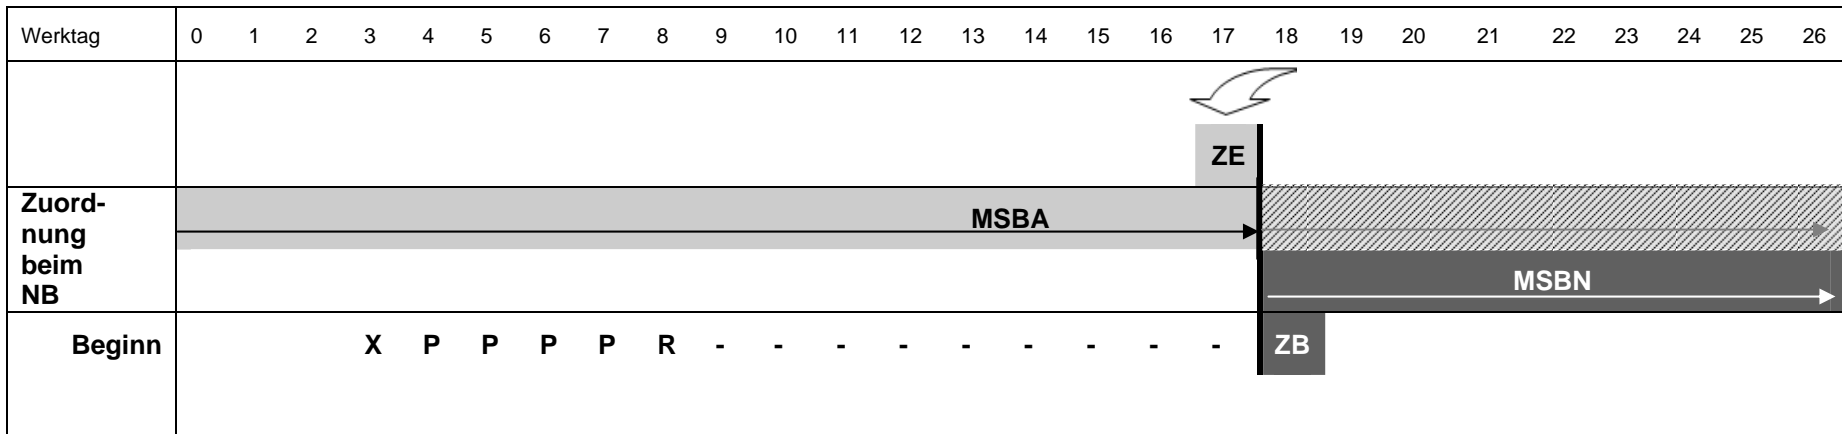 Werktag 0 1 2 3 4 5 6 7 8 9 10 11 12 13 14 15 16 17 18 19 20 21 22 23 24 25 26
ZE
Zuord-
nung
beim
NB
MSBA
MSBN
Beginn X P P P P R - - - - - - - - - ZB